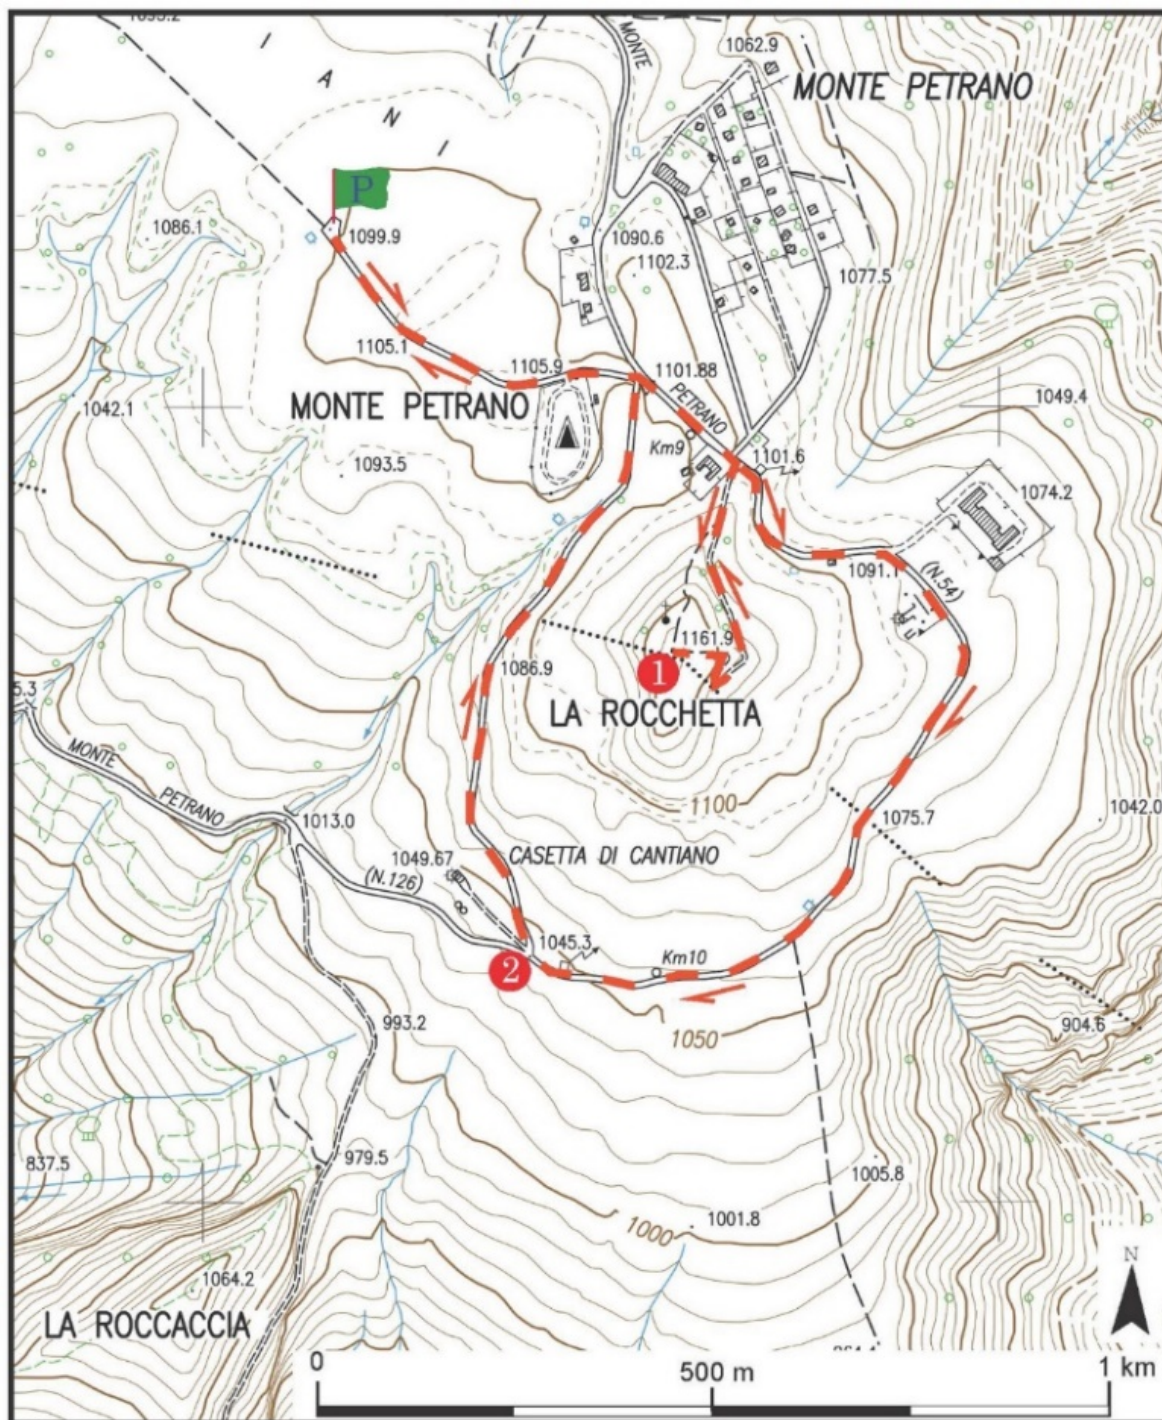 MONTE
1062.9
MONTE PETRANO
I
A
N
I
P
1086.1
1099.9
1090.6
1102.3
1077.5
1105.1
1105.9
1101.88
PETRANO
1042.1
MONTE PETRANO
1049.4
Km9
1101.6
1093.5
1074.2
1091.1
(N.54)
1161.9
1086.9
1
5.3
LA ROCCHETTA
MONTE
PETRANO
1100
1075.7
1042.0
1013.0
1049.67
CASETTA DI CANTIANO
(N.126)
1045.3
Km10
2
993.2
1050
904.6
837.5
979.5
1005.8
1000
1001.8
N
1064.2
LA ROCCACCIA
0
500 m
1 km